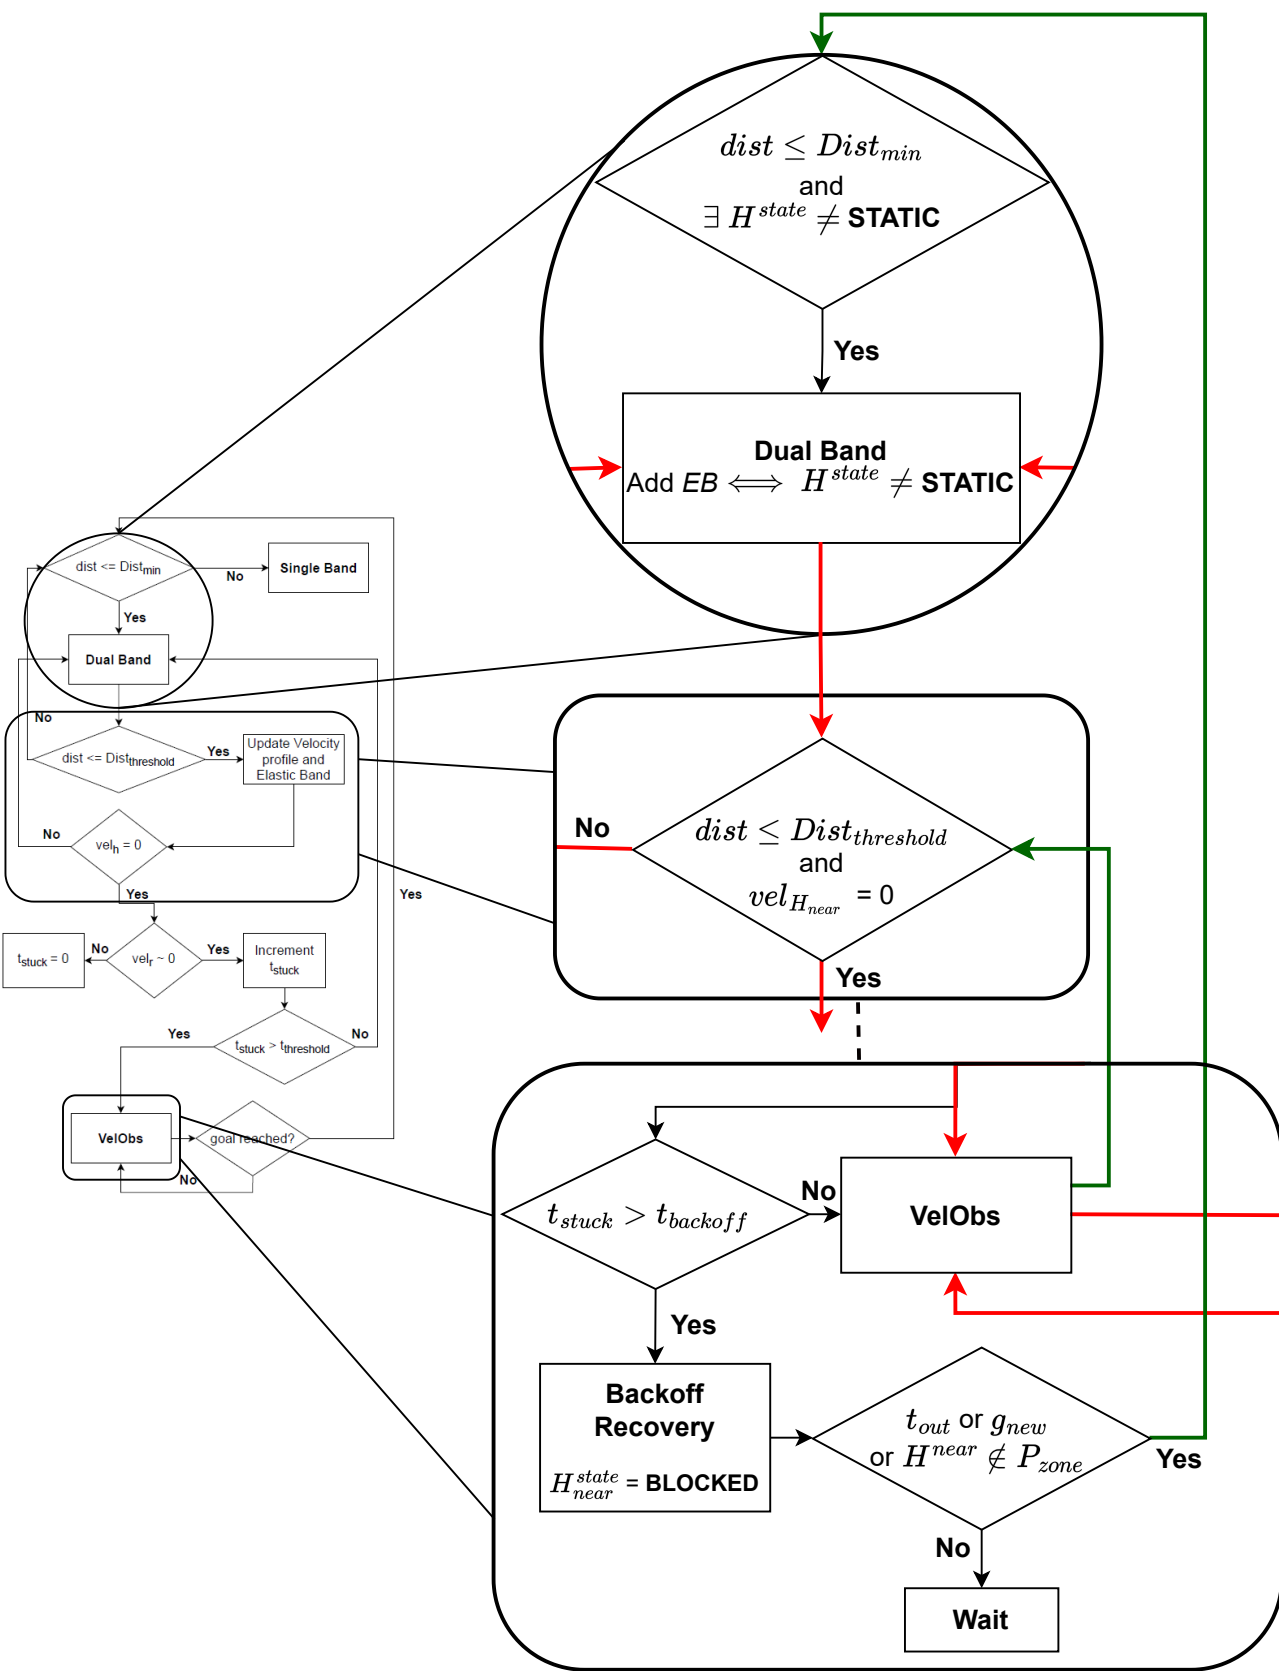 dist ≤ Dist_min
and
∃ H^state ≠ STATIC
Yes
Dual Band
Add EB ⟺ H^state ≠ STATIC
dist <= Dist_min
No
Single Band
Yes
Dual Band
No
dist <= Dist_threshold
Yes
Update Velocity
profile and
Elastic Band
No
vel_h = 0
Yes
Yes
t_stuck = 0
No
vel_r ~ 0
Yes
Increment
t_stuck
Yes
t_stuck > t_threshold
No
VelObs
goal reached?
No
No
dist ≤ Dist_threshold
and
vel_H_near = 0
Yes
t_stuck > t_backoff
No
VelObs
Yes
Backoff
Recovery
H_near^state = BLOCKED
t_out or g_new
or H^near ∉ P_zone
Yes
No
Wait